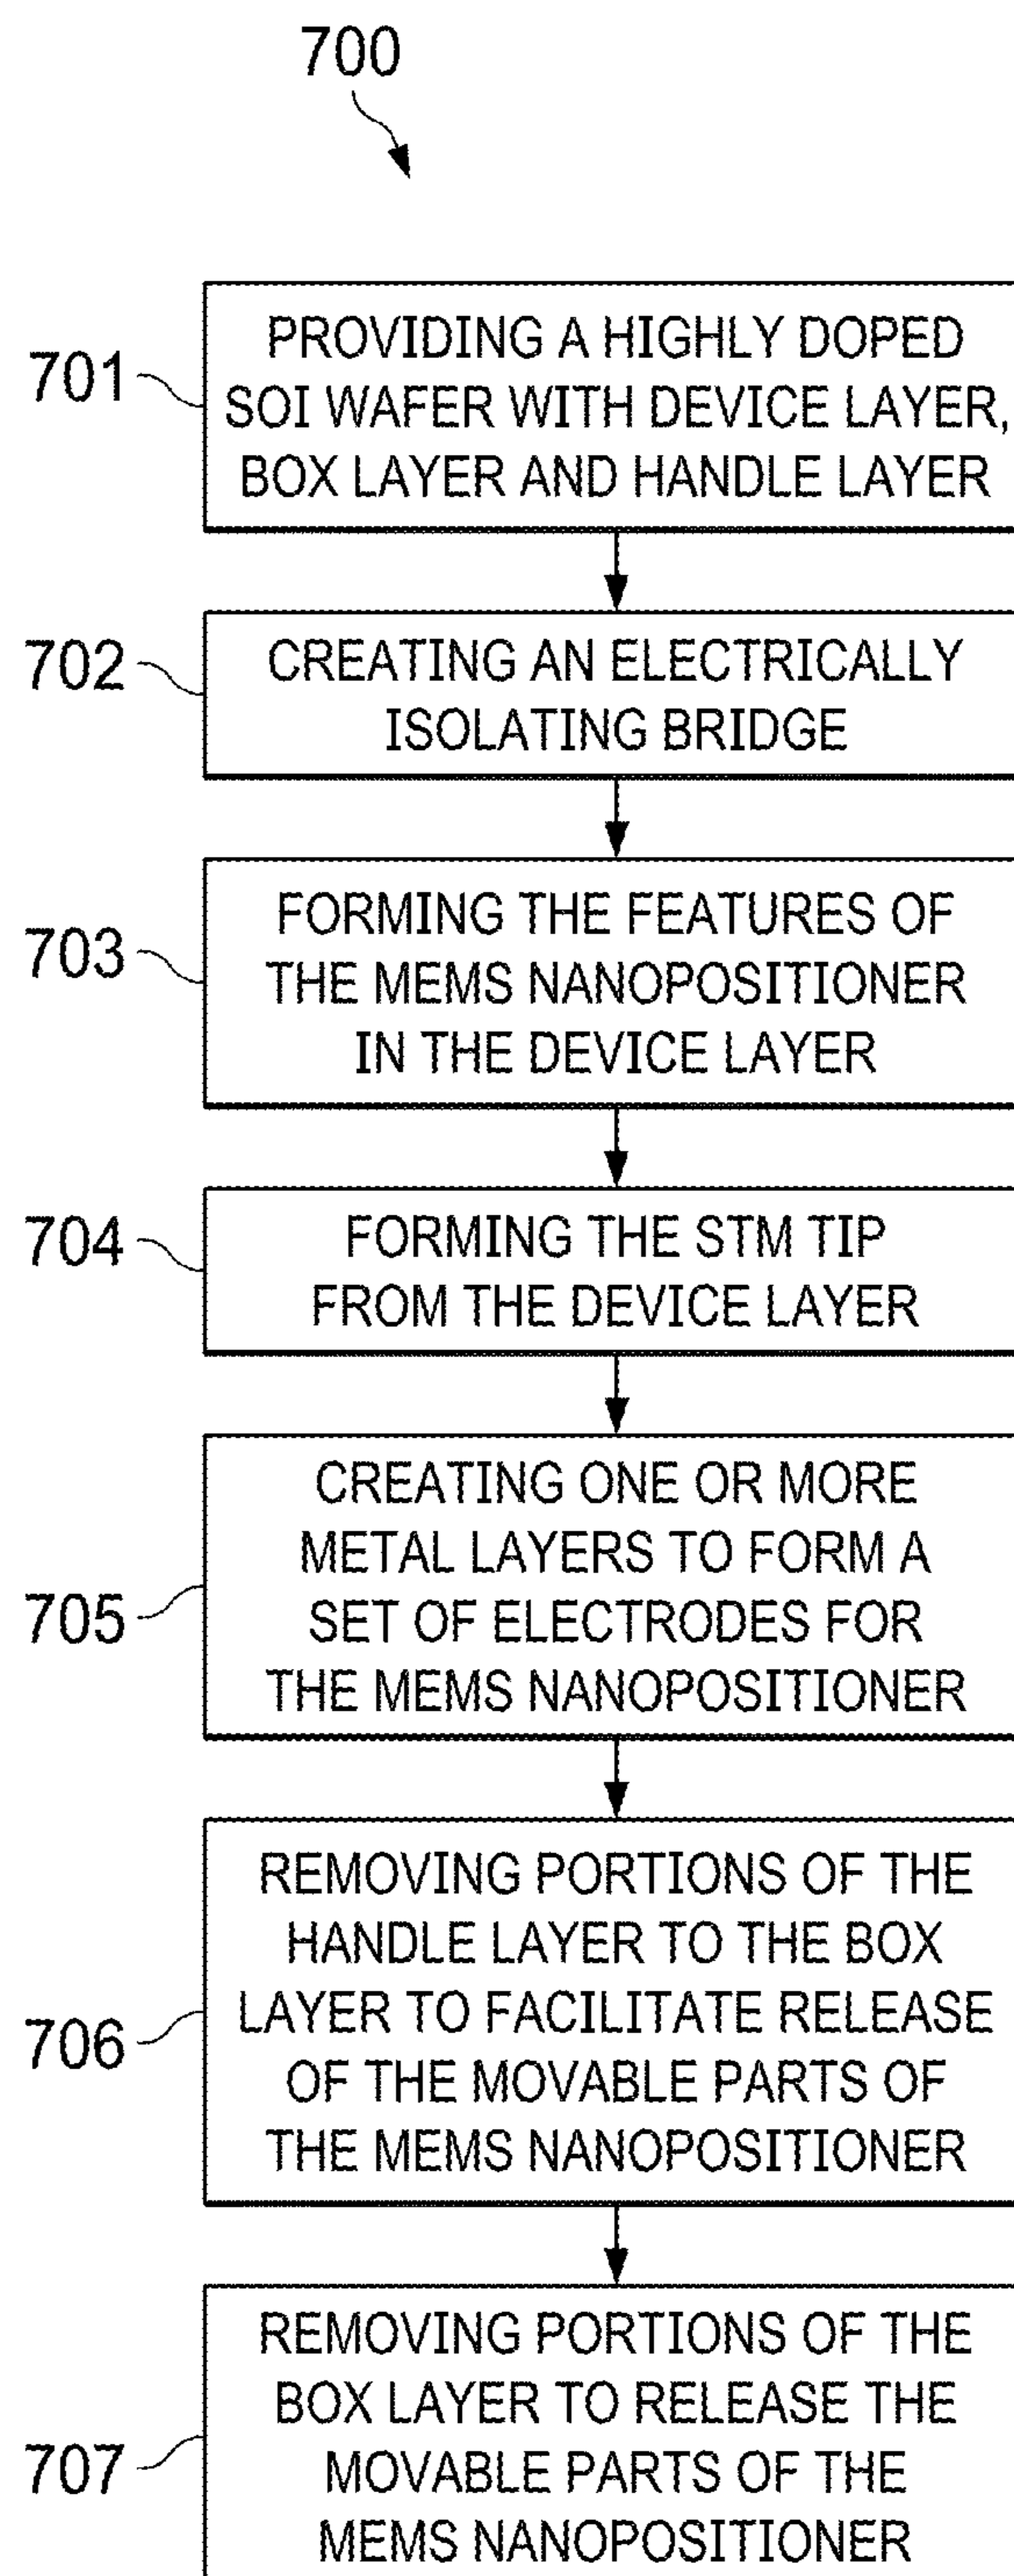 700
701
PROVIDING A HIGHLY DOPED
SOI WAFER WITH DEVICE LAYER,
BOX LAYER AND HANDLE LAYER
702
CREATING AN ELECTRICALLY
ISOLATING BRIDGE
703
FORMING THE FEATURES OF
THE MEMS NANOPOSITIONER
IN THE DEVICE LAYER
704
FORMING THE STM TIP
FROM THE DEVICE LAYER
705
CREATING ONE OR MORE
METAL LAYERS TO FORM A
SET OF ELECTRODES FOR
THE MEMS NANOPOSITIONER
706
REMOVING PORTIONS OF THE
HANDLE LAYER TO THE BOX
LAYER TO FACILITATE RELEASE
OF THE MOVABLE PARTS OF
THE MEMS NANOPOSITIONER
707
REMOVING PORTIONS OF THE
BOX LAYER TO RELEASE THE
MOVABLE PARTS OF THE
MEMS NANOPOSITIONER